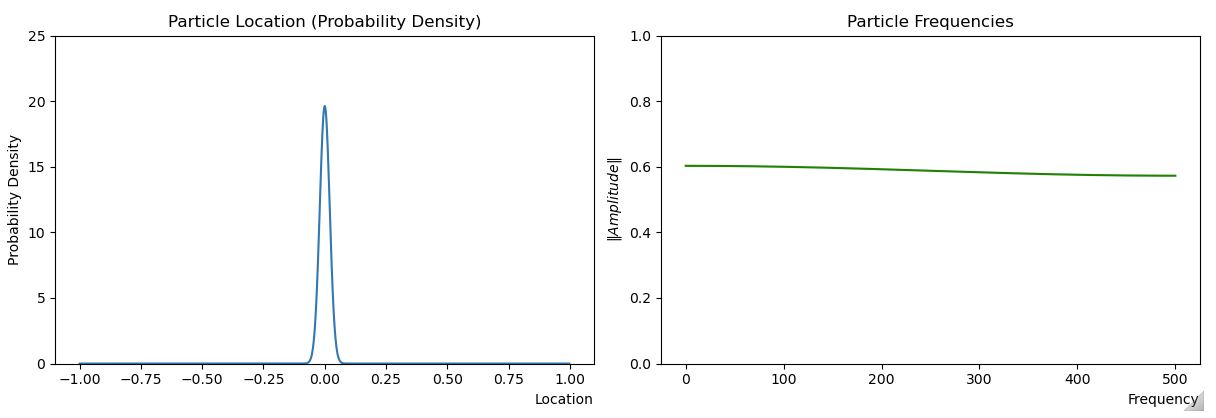 Particle Location (Probability Density)
25
20
15
10
5
0
Probability Density
−1.00 −0.75 −0.50 −0.25 0.00 0.25 0.50 0.75 1.00
Location
Particle Frequencies
1.0
0.8
0.6
0.4
0.2
0.0
‖Amplitude‖
0 100 200 300 400 500
Frequency